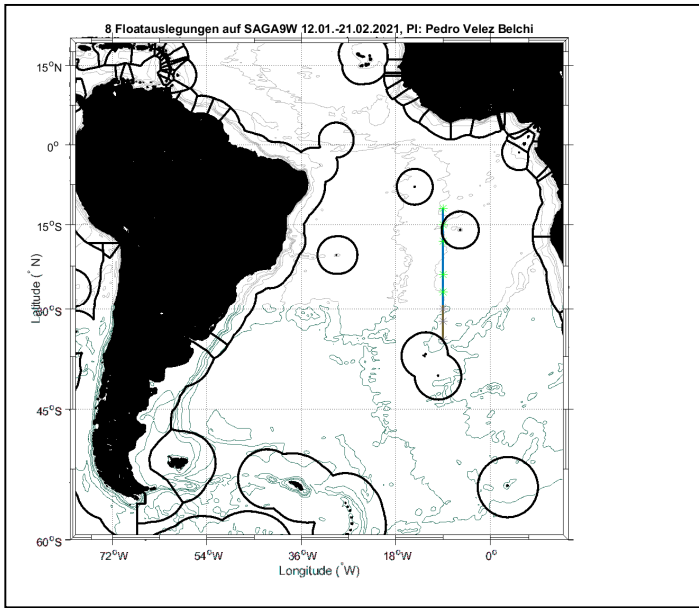 8 Floatauslegungen auf SAGA9W 12.01.-21.02.2021, PI: Pedro Velez Belchi
15°N
0°
15°S
30°S
45°S
60°S
Latitude (° N)
72°W
54°W
36°W
18°W
0°
Longitude (°W)